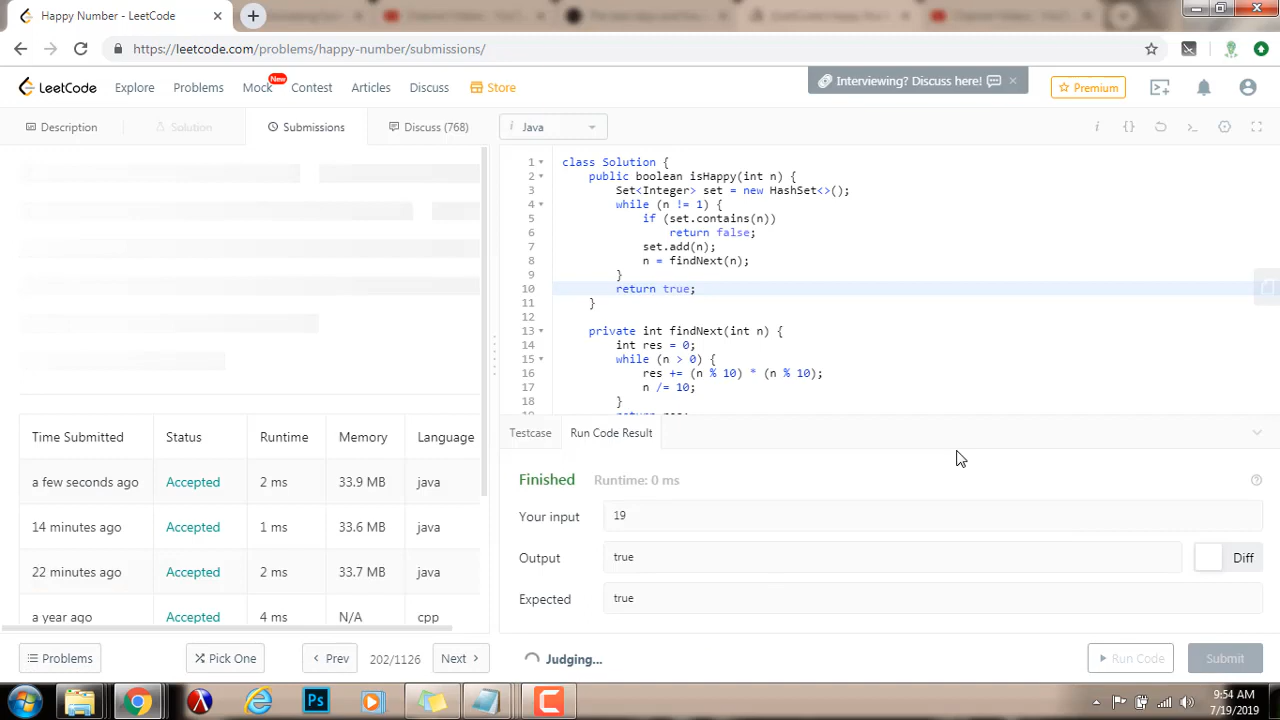 Happy Number - LeetCode
https://leetcode.com/problems/happy-number/submissions/
LeetCode Explore Problems Mock New Contest Articles Discuss Store Interviewing? Discuss here! Premium
Description Solution Submissions Discuss (768) Java
1 class Solution {
2 public boolean isHappy(int n) {
3 Set<Integer> set = new HashSet<>();
4 while (n != 1) {
5 if (set.contains(n))
6 return false;
7 set.add(n);
8 n = findNext(n);
9 }
10 return true;
11 }
12
13 private int findNext(int n) {
14 int res = 0;
15 while (n > 0) {
16 res += (n % 10) * (n % 10);
17 n /= 10;
18 }
Testcase Run Code Result
Finished Runtime: 0 ms
Your input 19
Output true Diff
Expected true
Time Submitted Status Runtime Memory Language
a few seconds ago Accepted 2 ms 33.9 MB java
14 minutes ago Accepted 1 ms 33.6 MB java
22 minutes ago Accepted 2 ms 33.7 MB java
a year ago Accepted 4 ms N/A cpp
Problems Pick One Prev 202/1126 Next Judging... Run Code Submit
Ps
9:54 AM
7/19/2019